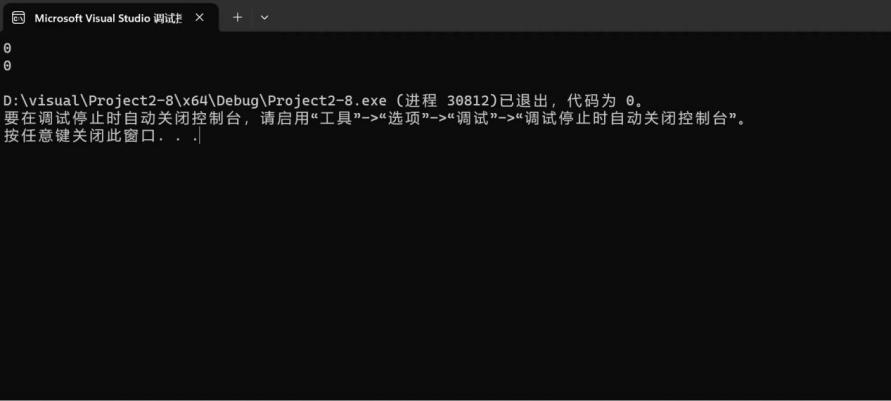 Microsoft Visual Studio 调试控
0
0
D:\visual\Project2-8\x64\Debug\Project2-8.exe (进程 30812)已退出，代码为 0。
要在调试停止时自动关闭控制台，请启用“工具”->“选项”->“调试”->“调试停止时自动关闭控制台”。
按任意键关闭此窗口. . .